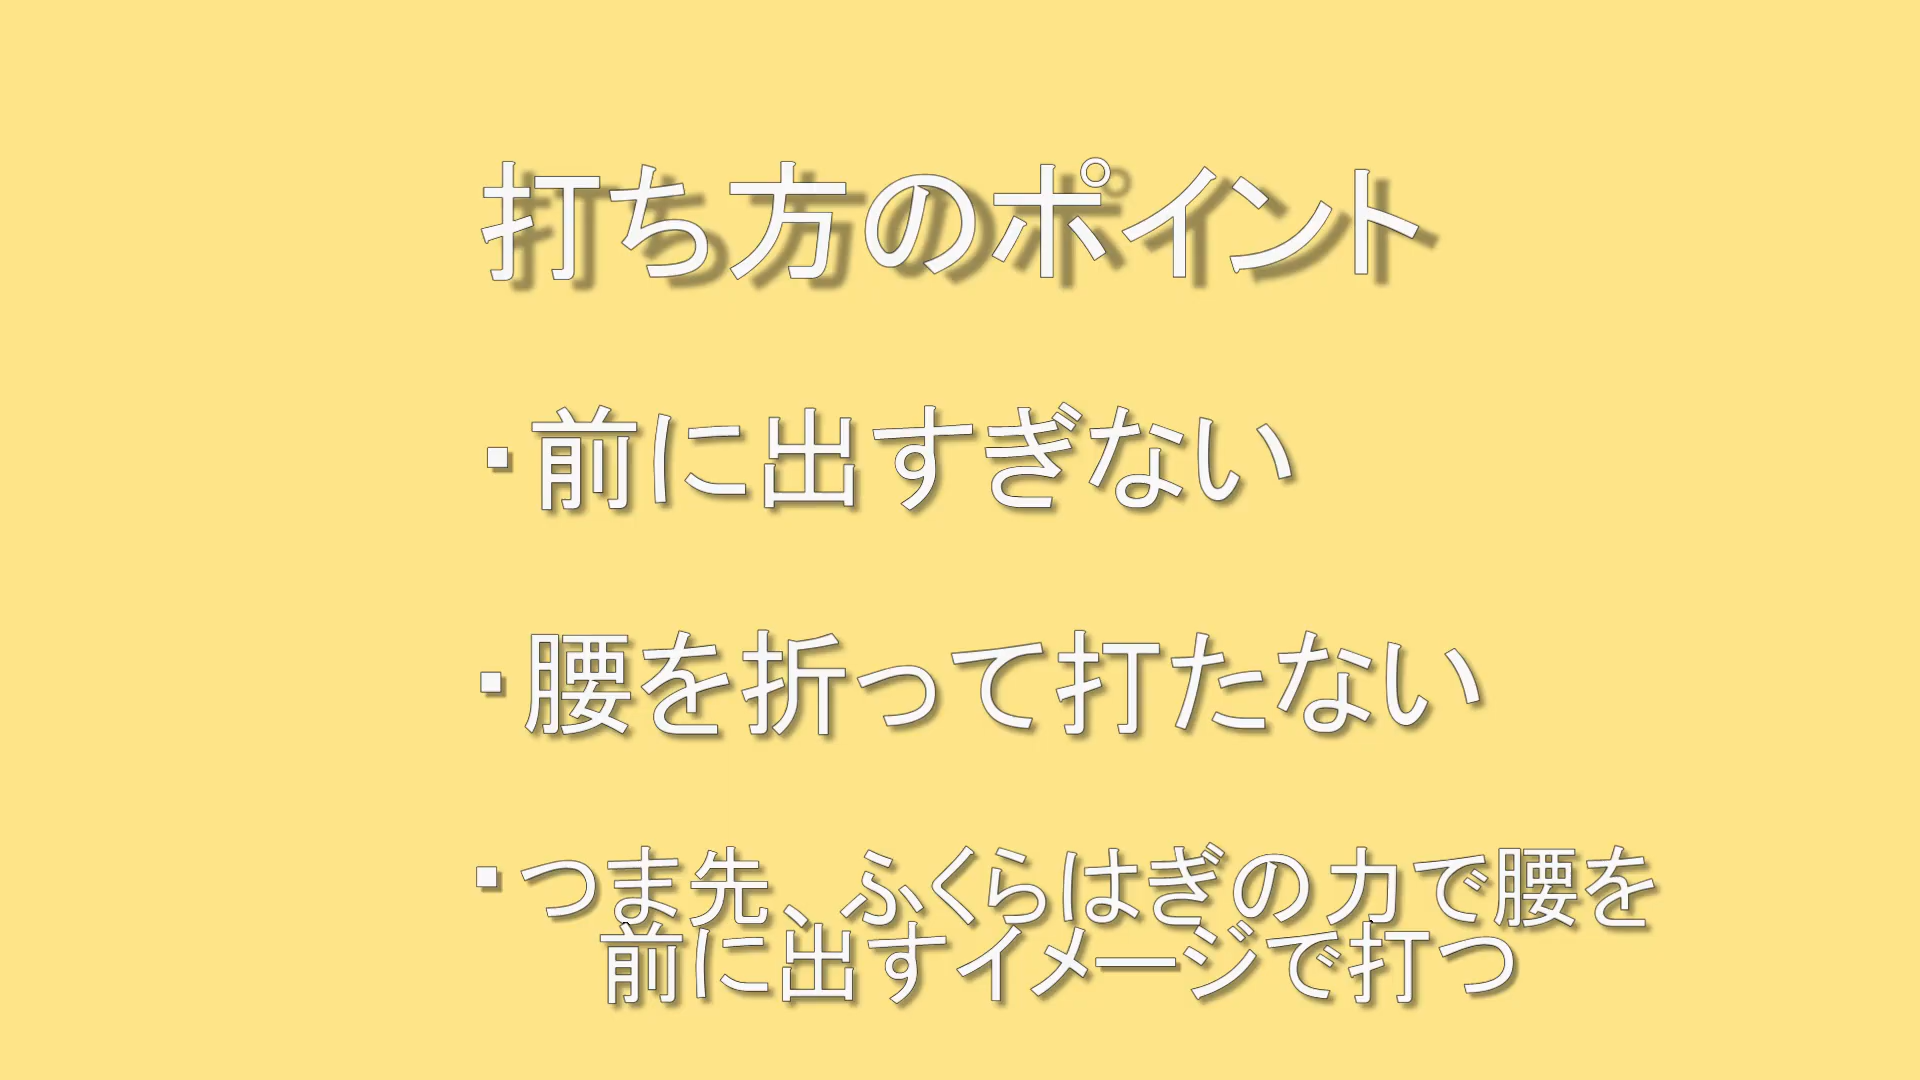 打ち方のポイント
・前に出すぎない
・腰を折って打たない
・つま先、ふくらはぎの力で腰を
前に出すイメージで打つ